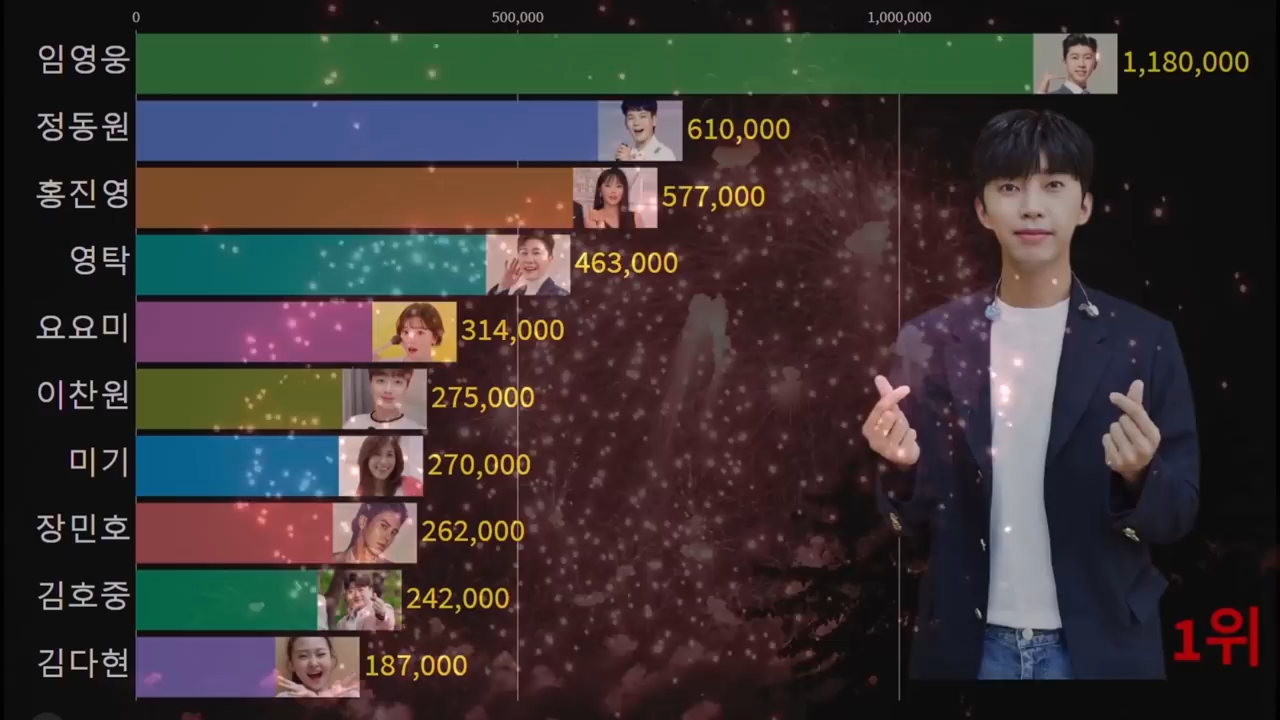 0 500,000 1,000,000
임영웅 1,180,000
정동원 610,000
홍진영 577,000
영탁 463,000
요요미 314,000
이찬원 275,000
미기 270,000
장민호 262,000
김호중 242,000
김다현 187,000
1위